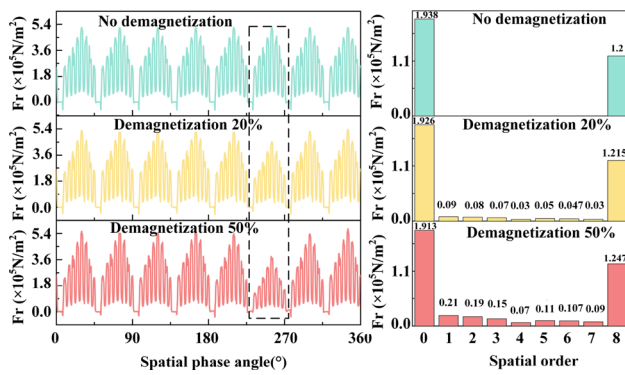 No demagnetization
Fr (×10⁵N/m²)
5.4
3.6
1.8
0.0
Demagnetization 20%
Fr (×10⁵N/m²)
5.4
3.6
1.8
0.0
Demagnetization 50%
Fr (×10⁵N/m²)
5.4
3.6
1.8
0.0
0 90 180 270 360
Spatial phase angle(°)
No demagnetization
Fr (×10⁵N/m²)
1.938
1.1
0.0
1.2
Demagnetization 20%
Fr (×10⁵N/m²)
1.926
1.1
0.0
0.09 0.08 0.07 0.03 0.05 0.047 0.03
1.215
Demagnetization 50%
Fr (×10⁵N/m²)
1.913
1.1
0.0
0.21 0.19 0.15 0.07 0.11 0.107 0.09
1.247
0 1 2 3 4 5 6 7 8
Spatial order